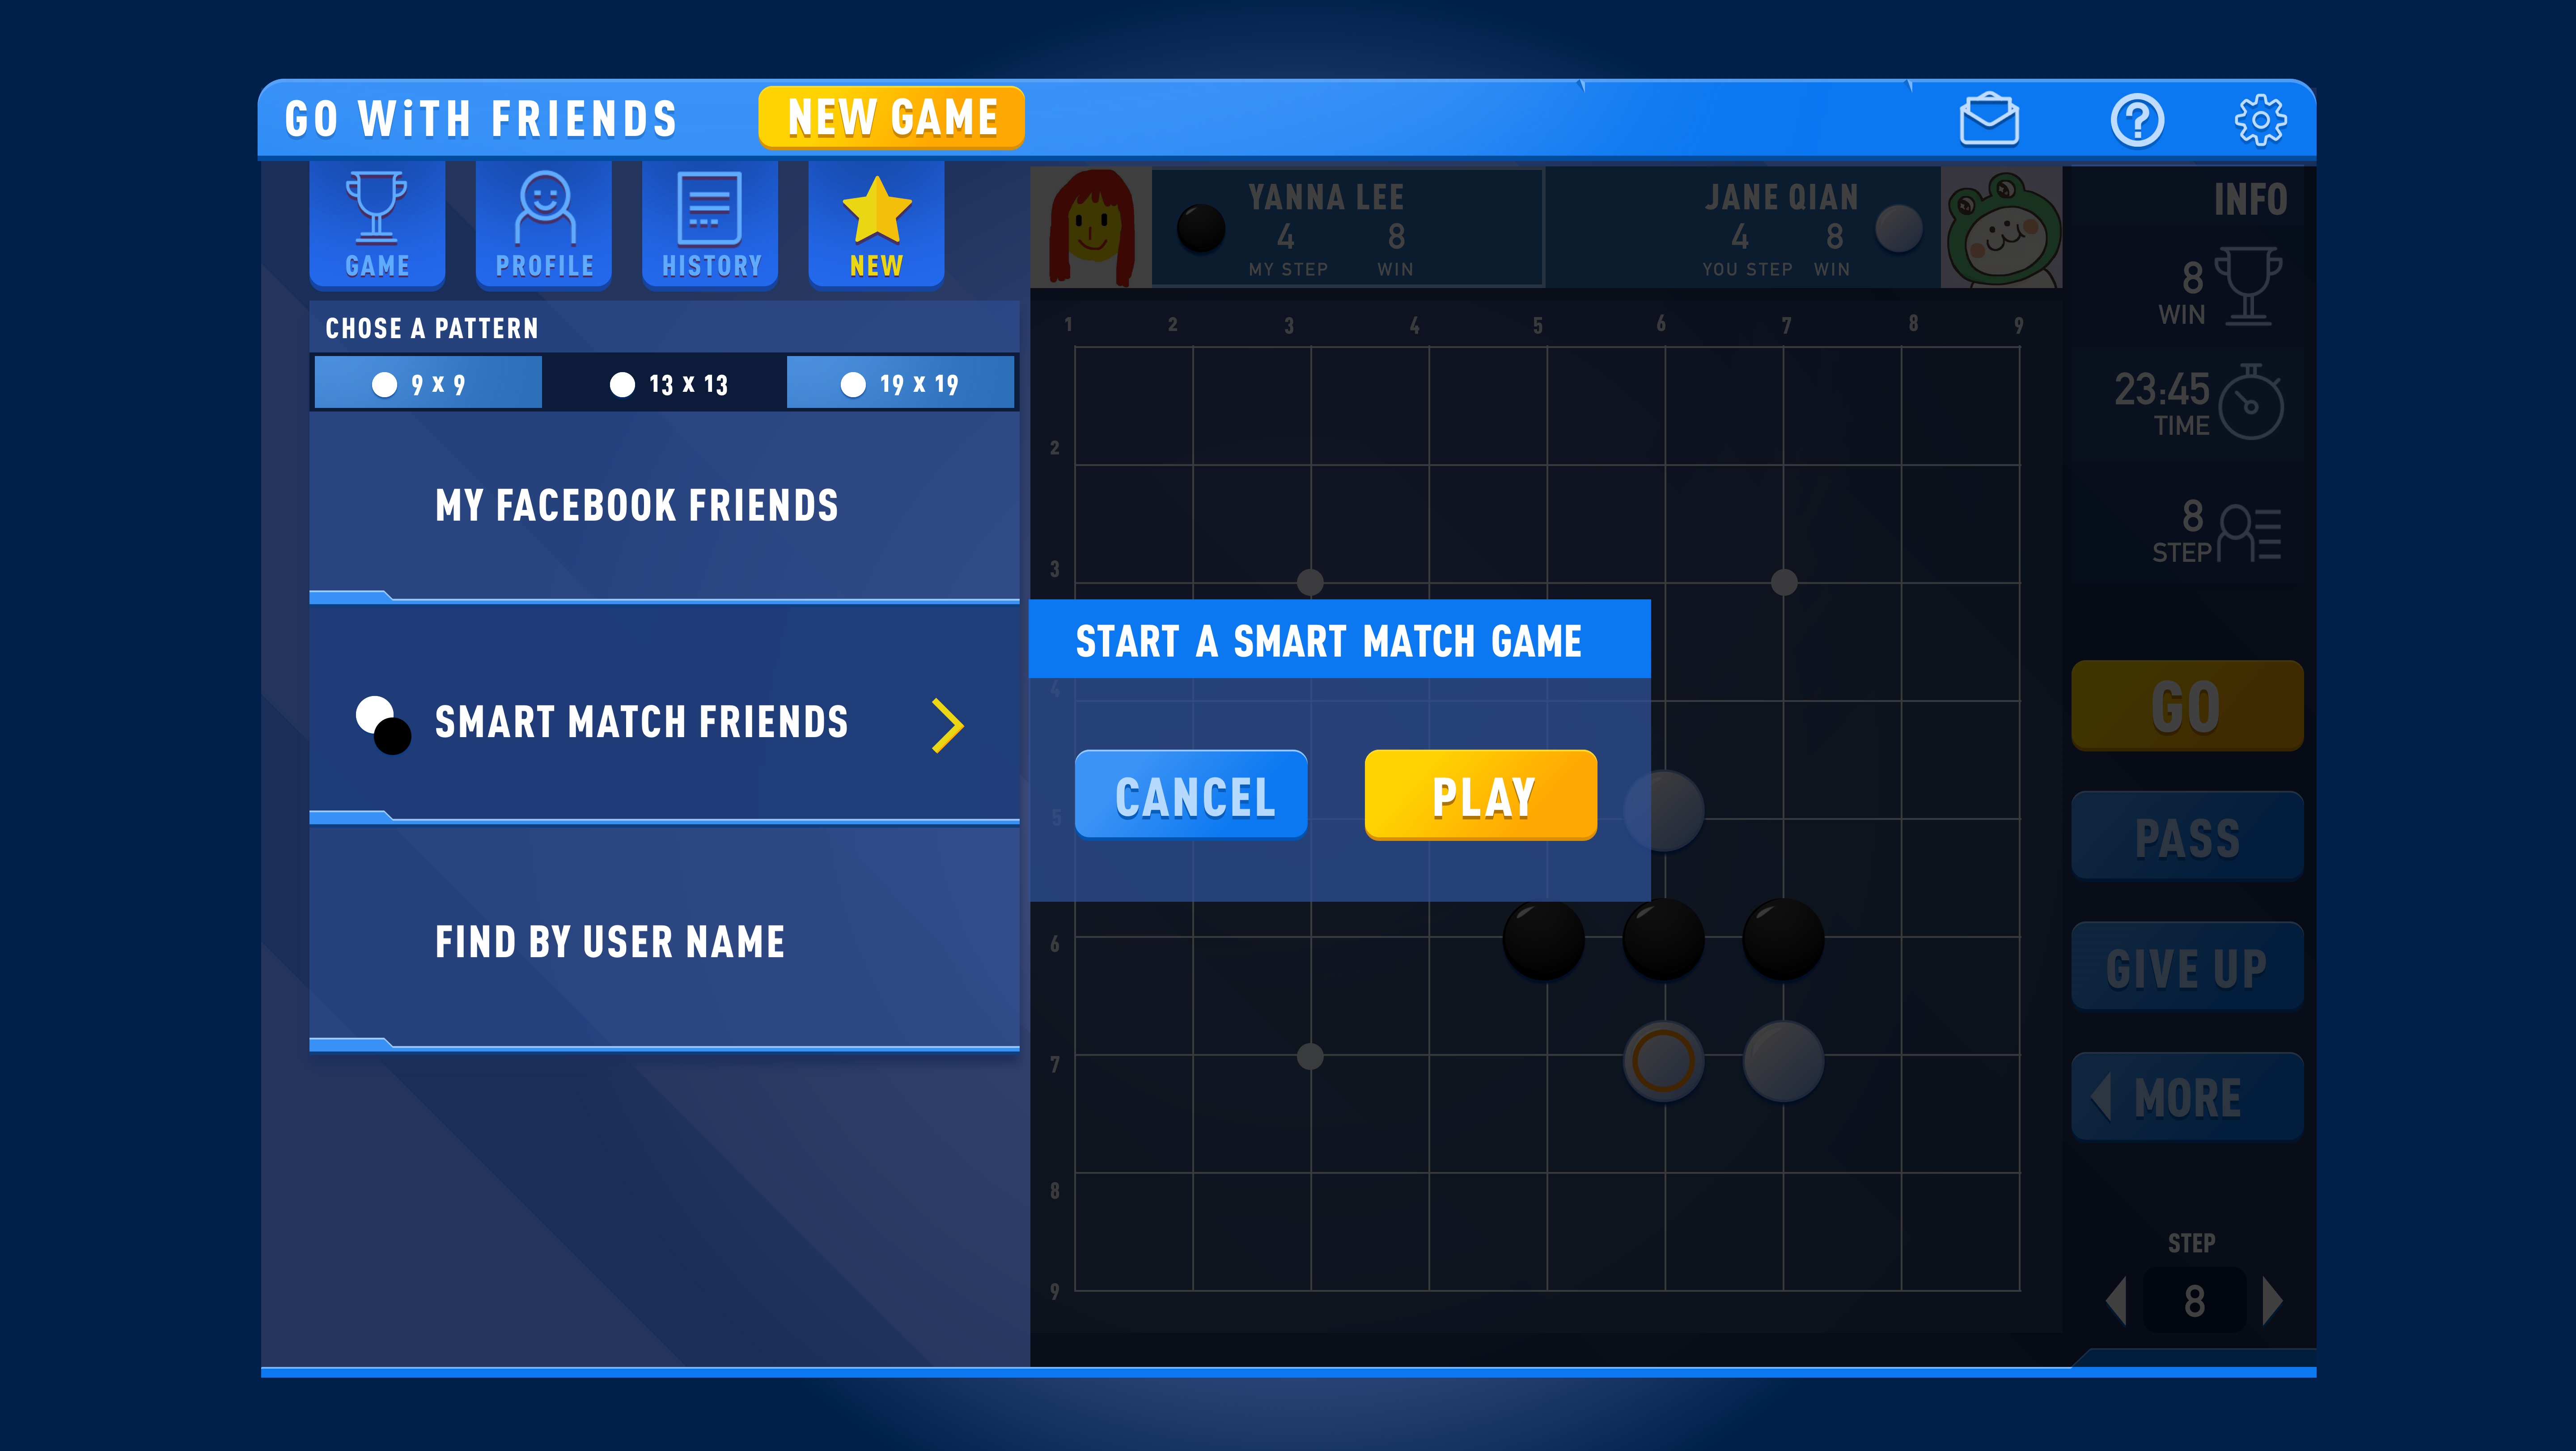 GO WiTH FRIENDS
NEW GAME
?
GAME
PROFILE
HISTORY
NEW
CHOSE A PATTERN
9 X 9
13 X 13
19 X 19
MY FACEBOOK FRIENDS
SMART MATCH FRIENDS
FIND BY USER NAME
YANNA LEE
4 8
MY STEP WIN
JANE QIAN
4 8
YOU STEP WIN
1 2 3 4 5 6 7 8 9
2
3
4
5
6
7
8
9
START A SMART MATCH GAME
CANCEL
PLAY
INFO
8
WIN
23:45
TIME
8
STEP
GO
PASS
GIVE UP
MORE
STEP
8